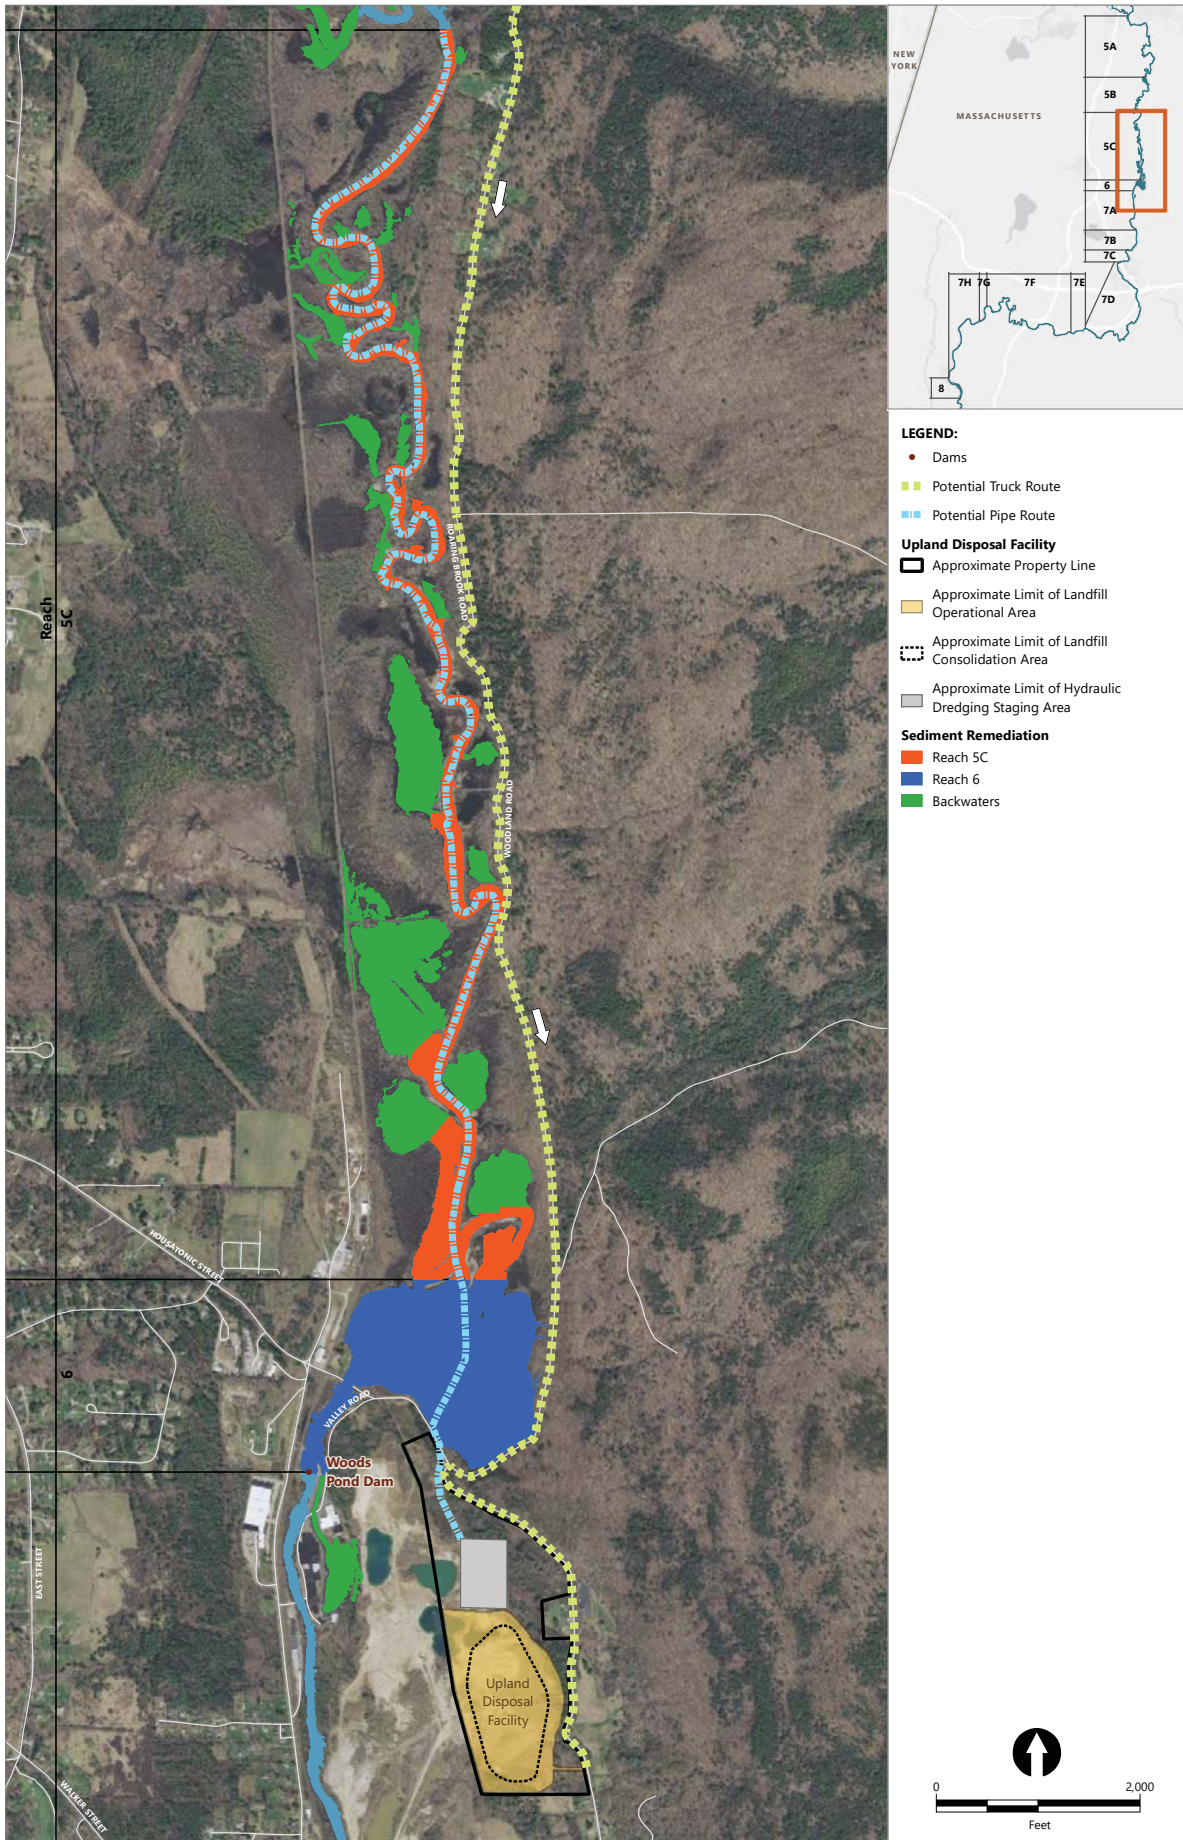 NEW
YORK
MASSACHUSETTS
5A
5B
5C
6
7A
7B
7C
7H
7G
7F
7E
7D
8
LEGEND:
Dams
Potential Truck Route
Potential Pipe Route
Upland Disposal Facility
Approximate Property Line
Approximate Limit of Landfill
Operational Area
Approximate Limit of Landfill
Consolidation Area
Approximate Limit of Hydraulic
Dredging Staging Area
Sediment Remediation
Reach 5C
Reach 6
Backwaters
ROARING BROOK ROAD
Reach
5C
WOODLAND ROAD
HOUSATONIC STREET
6
VALLEY ROAD
Woods
Pond Dam
EAST STREET
Upland
Disposal
Facility
WALKER STREET
0 2,000
Feet